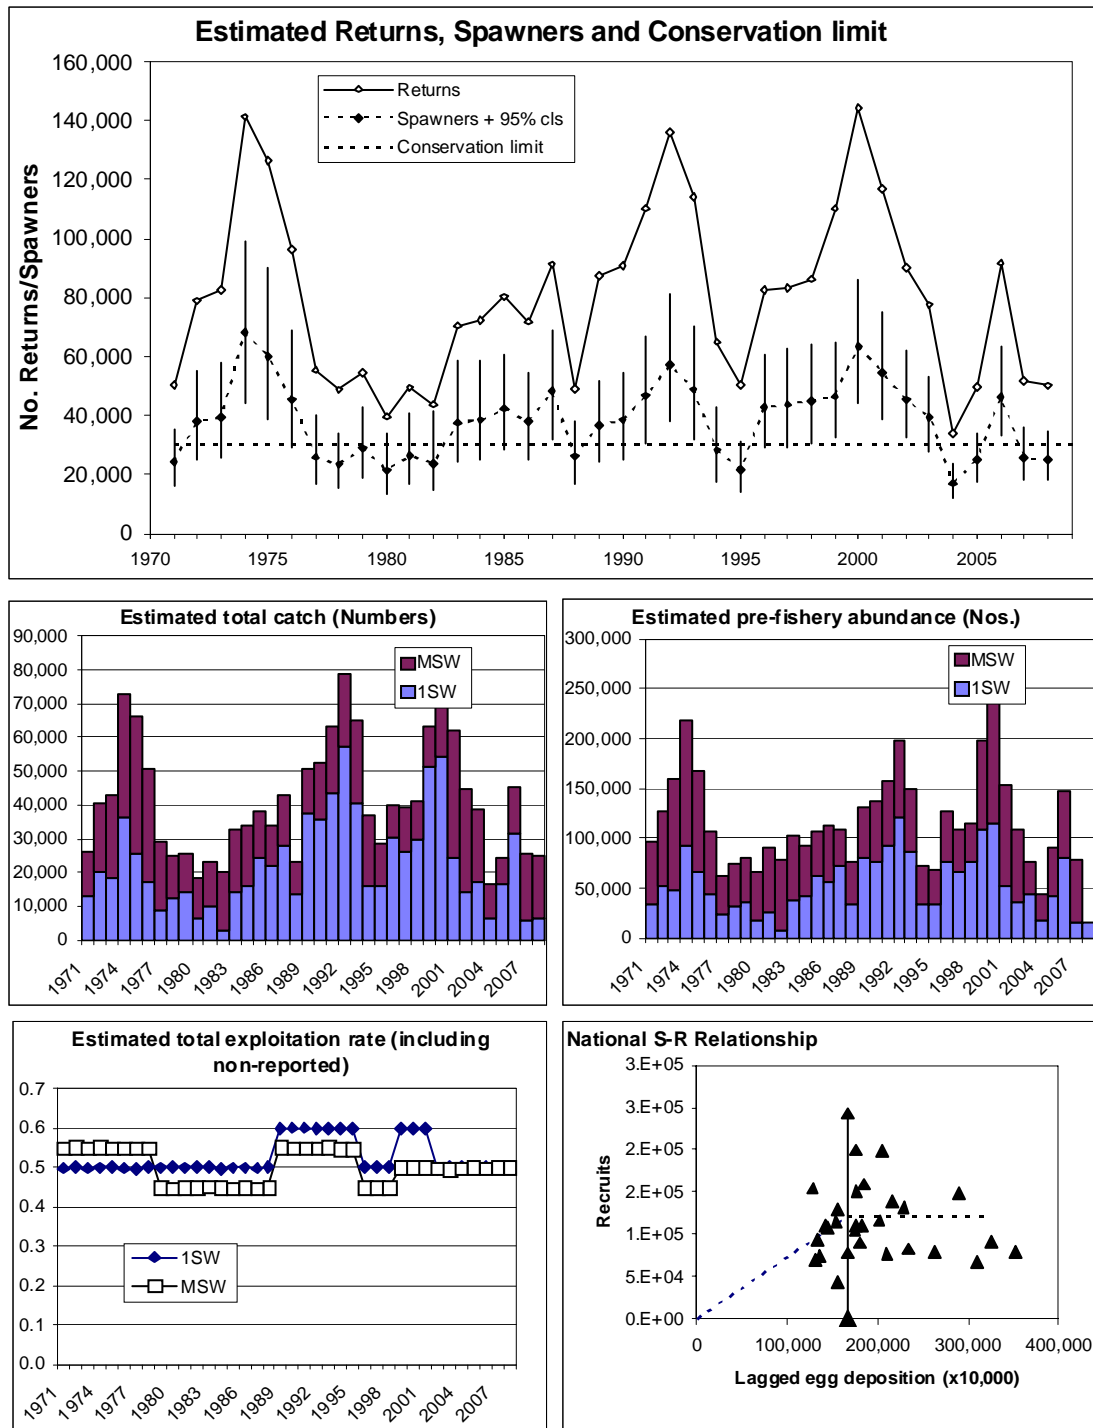 Estimated Returns, Spawners and Conservation limit
No. Returns/Spawners
160,000
140,000
120,000
100,000
80,000
60,000
40,000
20,000
0
Returns
Spawners + 95% cls
Conservation limit
1970 1975 1980 1985 1990 1995 2000 2005
Estimated total catch (Numbers)
90,000
80,000
70,000
60,000
50,000
40,000
30,000
20,000
10,000
0
MSW
1SW
1971 1974 1977 1980 1983 1986 1989 1992 1995 1998 2001 2004 2007
Estimated pre-fishery abundance (Nos.)
300,000
250,000
200,000
150,000
100,000
50,000
0
MSW
1SW
1971 1974 1977 1980 1983 1986 1989 1992 1995 1998 2001 2004 2007
Estimated total exploitation rate (including
non-reported)
0.7
0.6
0.5
0.4
0.3
0.2
0.1
0.0
1SW
MSW
1971 1974 1977 1980 1983 1986 1989 1992 1995 1998 2001 2004 2007
National S-R Relationship
Recruits
3.E+05
3.E+05
2.E+05
2.E+05
1.E+05
5.E+04
0.E+00
0 100,000 200,000 300,000 400,000
Lagged egg deposition (x10,000)